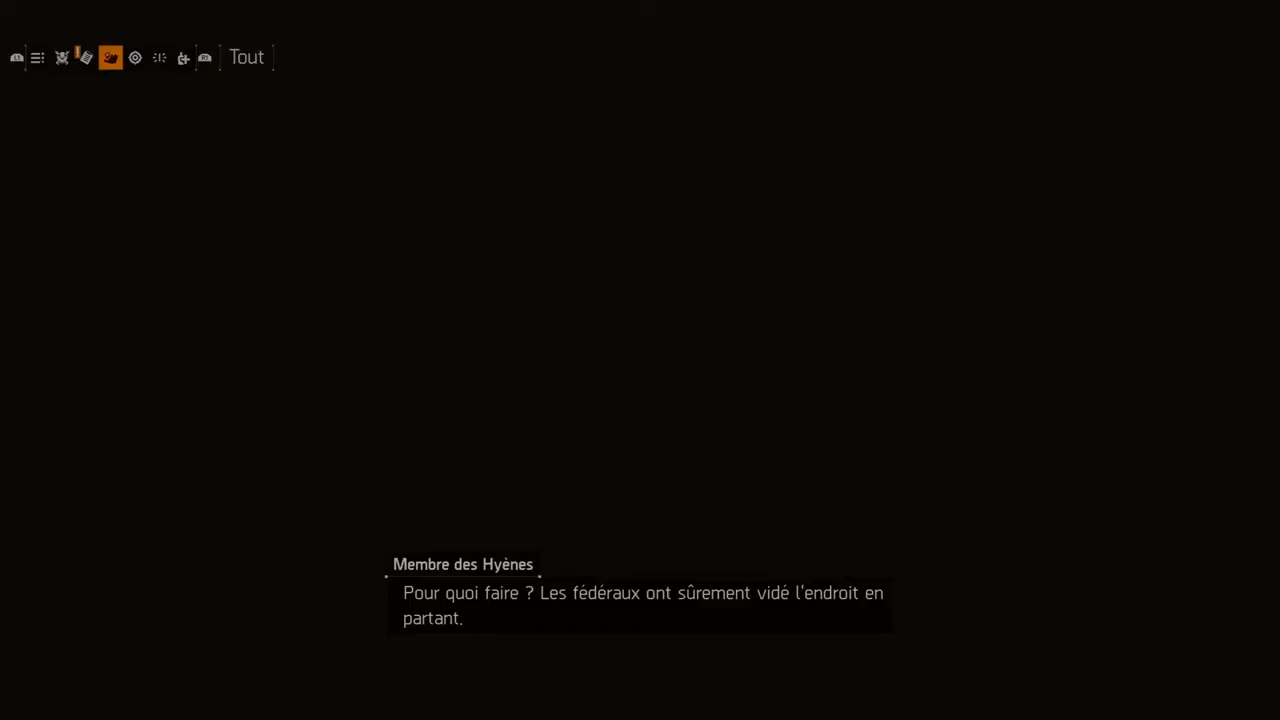 Tout
Membre des Hyènes
Pour quoi faire ? Les fédéraux ont sûrement vidé l'endroit en
partant.